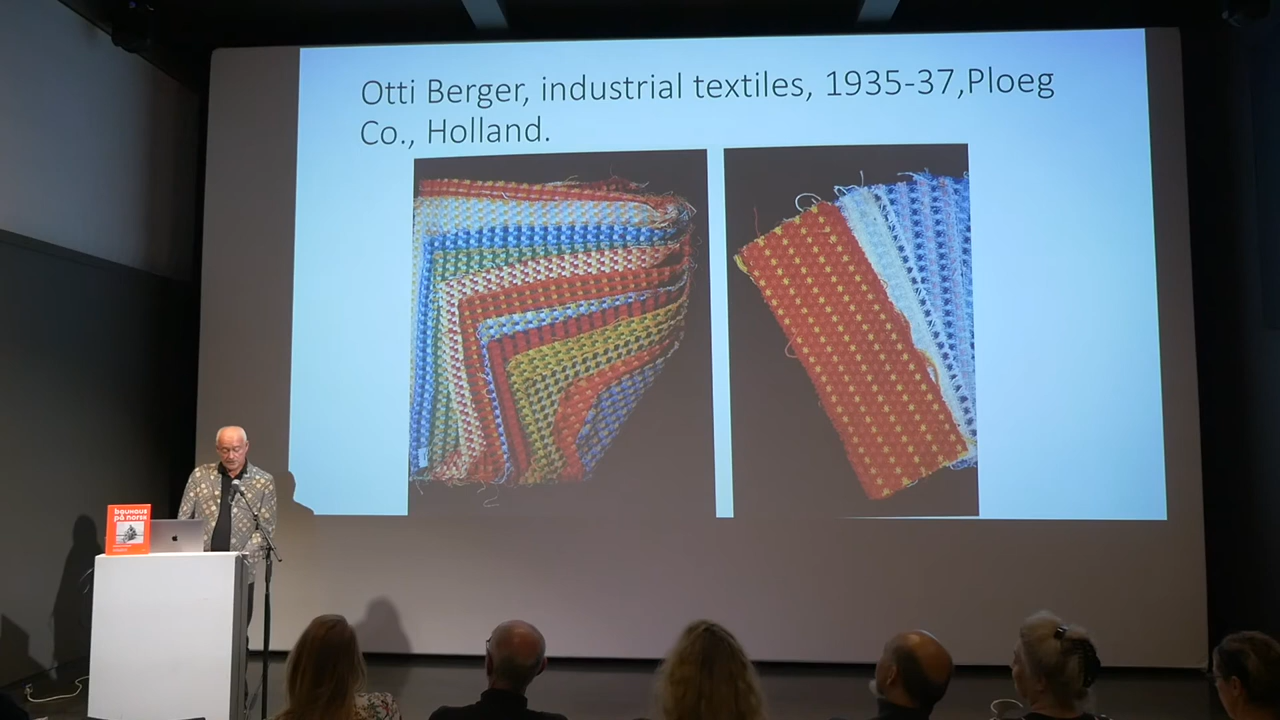 Otti Berger, industrial textiles, 1935-37,Ploeg
Co., Holland.
bauhaus
på norsk